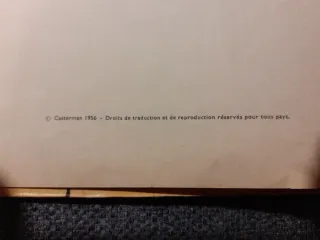 © Casterman 1956 – Droits de traduction et de reproduction réservés pour tous pays.